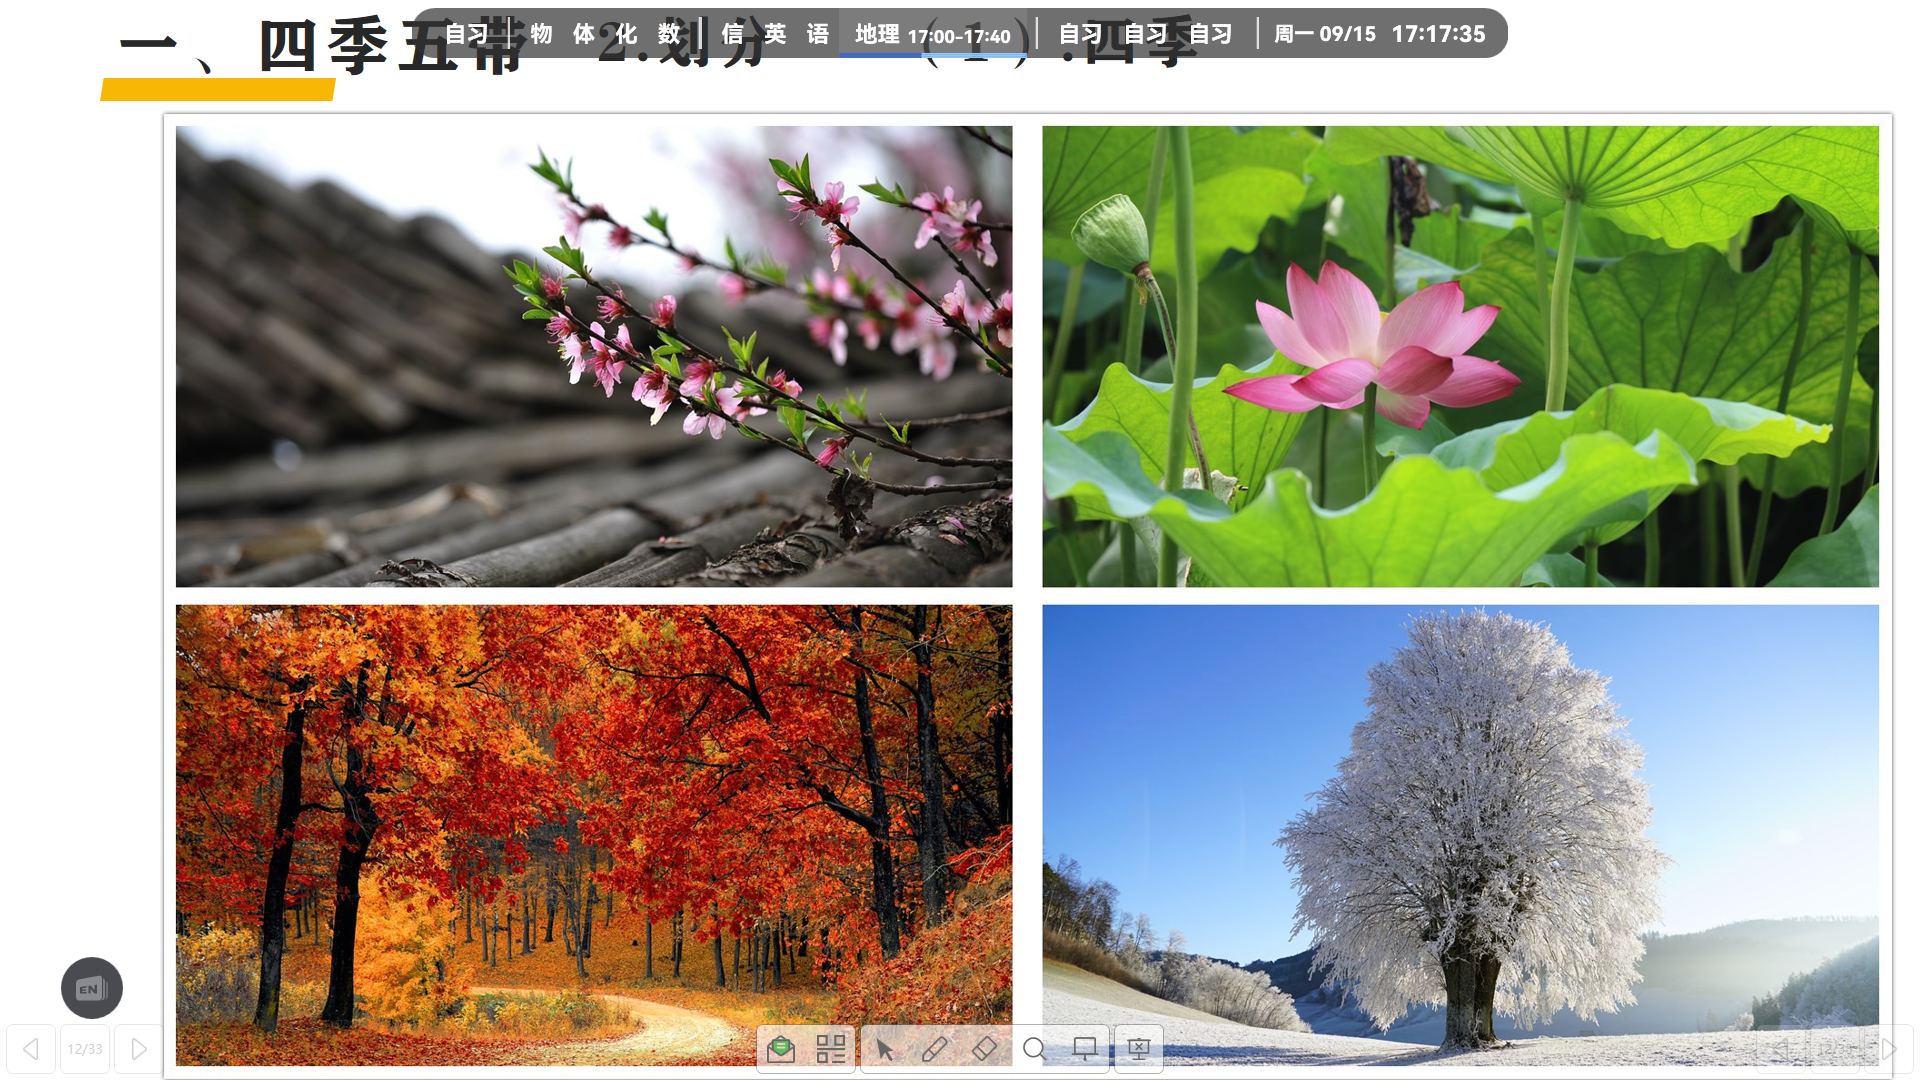 一、四季五带 2.划分 （1）.四季
自习 物 体 化 数 信 英 语 地理 17:00-17:40 自习 自习 自习 周一 09/15 17:17:35
EN
12/33